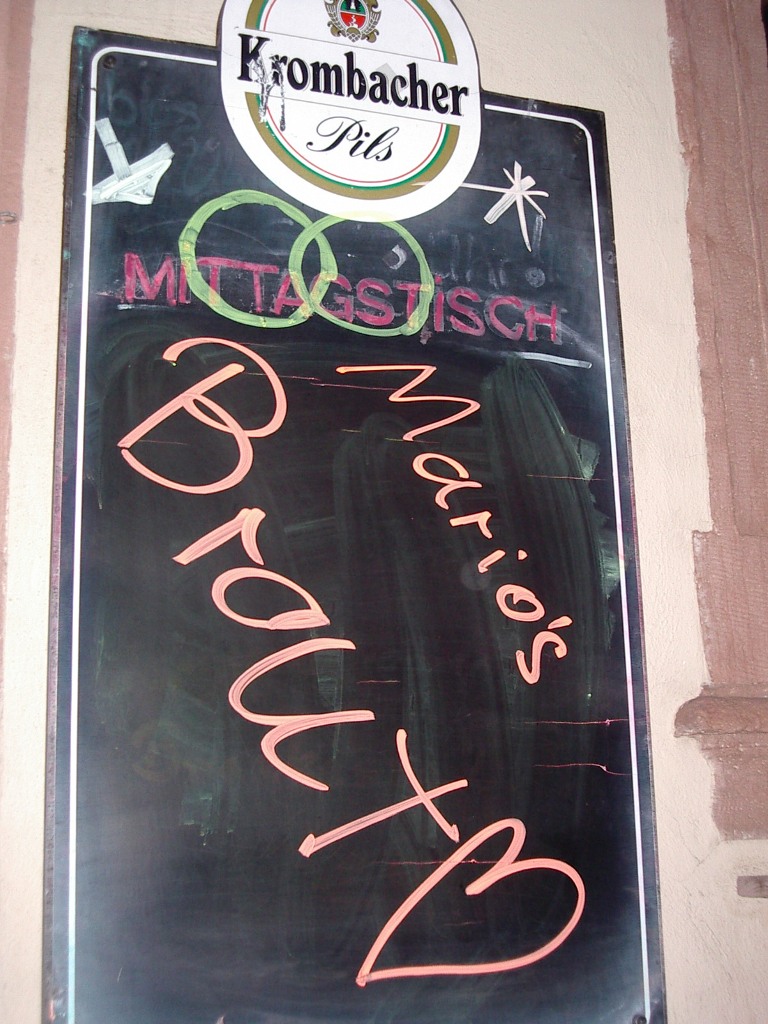 Krombacher
Pils
MITTAGSTiSCH
Mario's
Braut